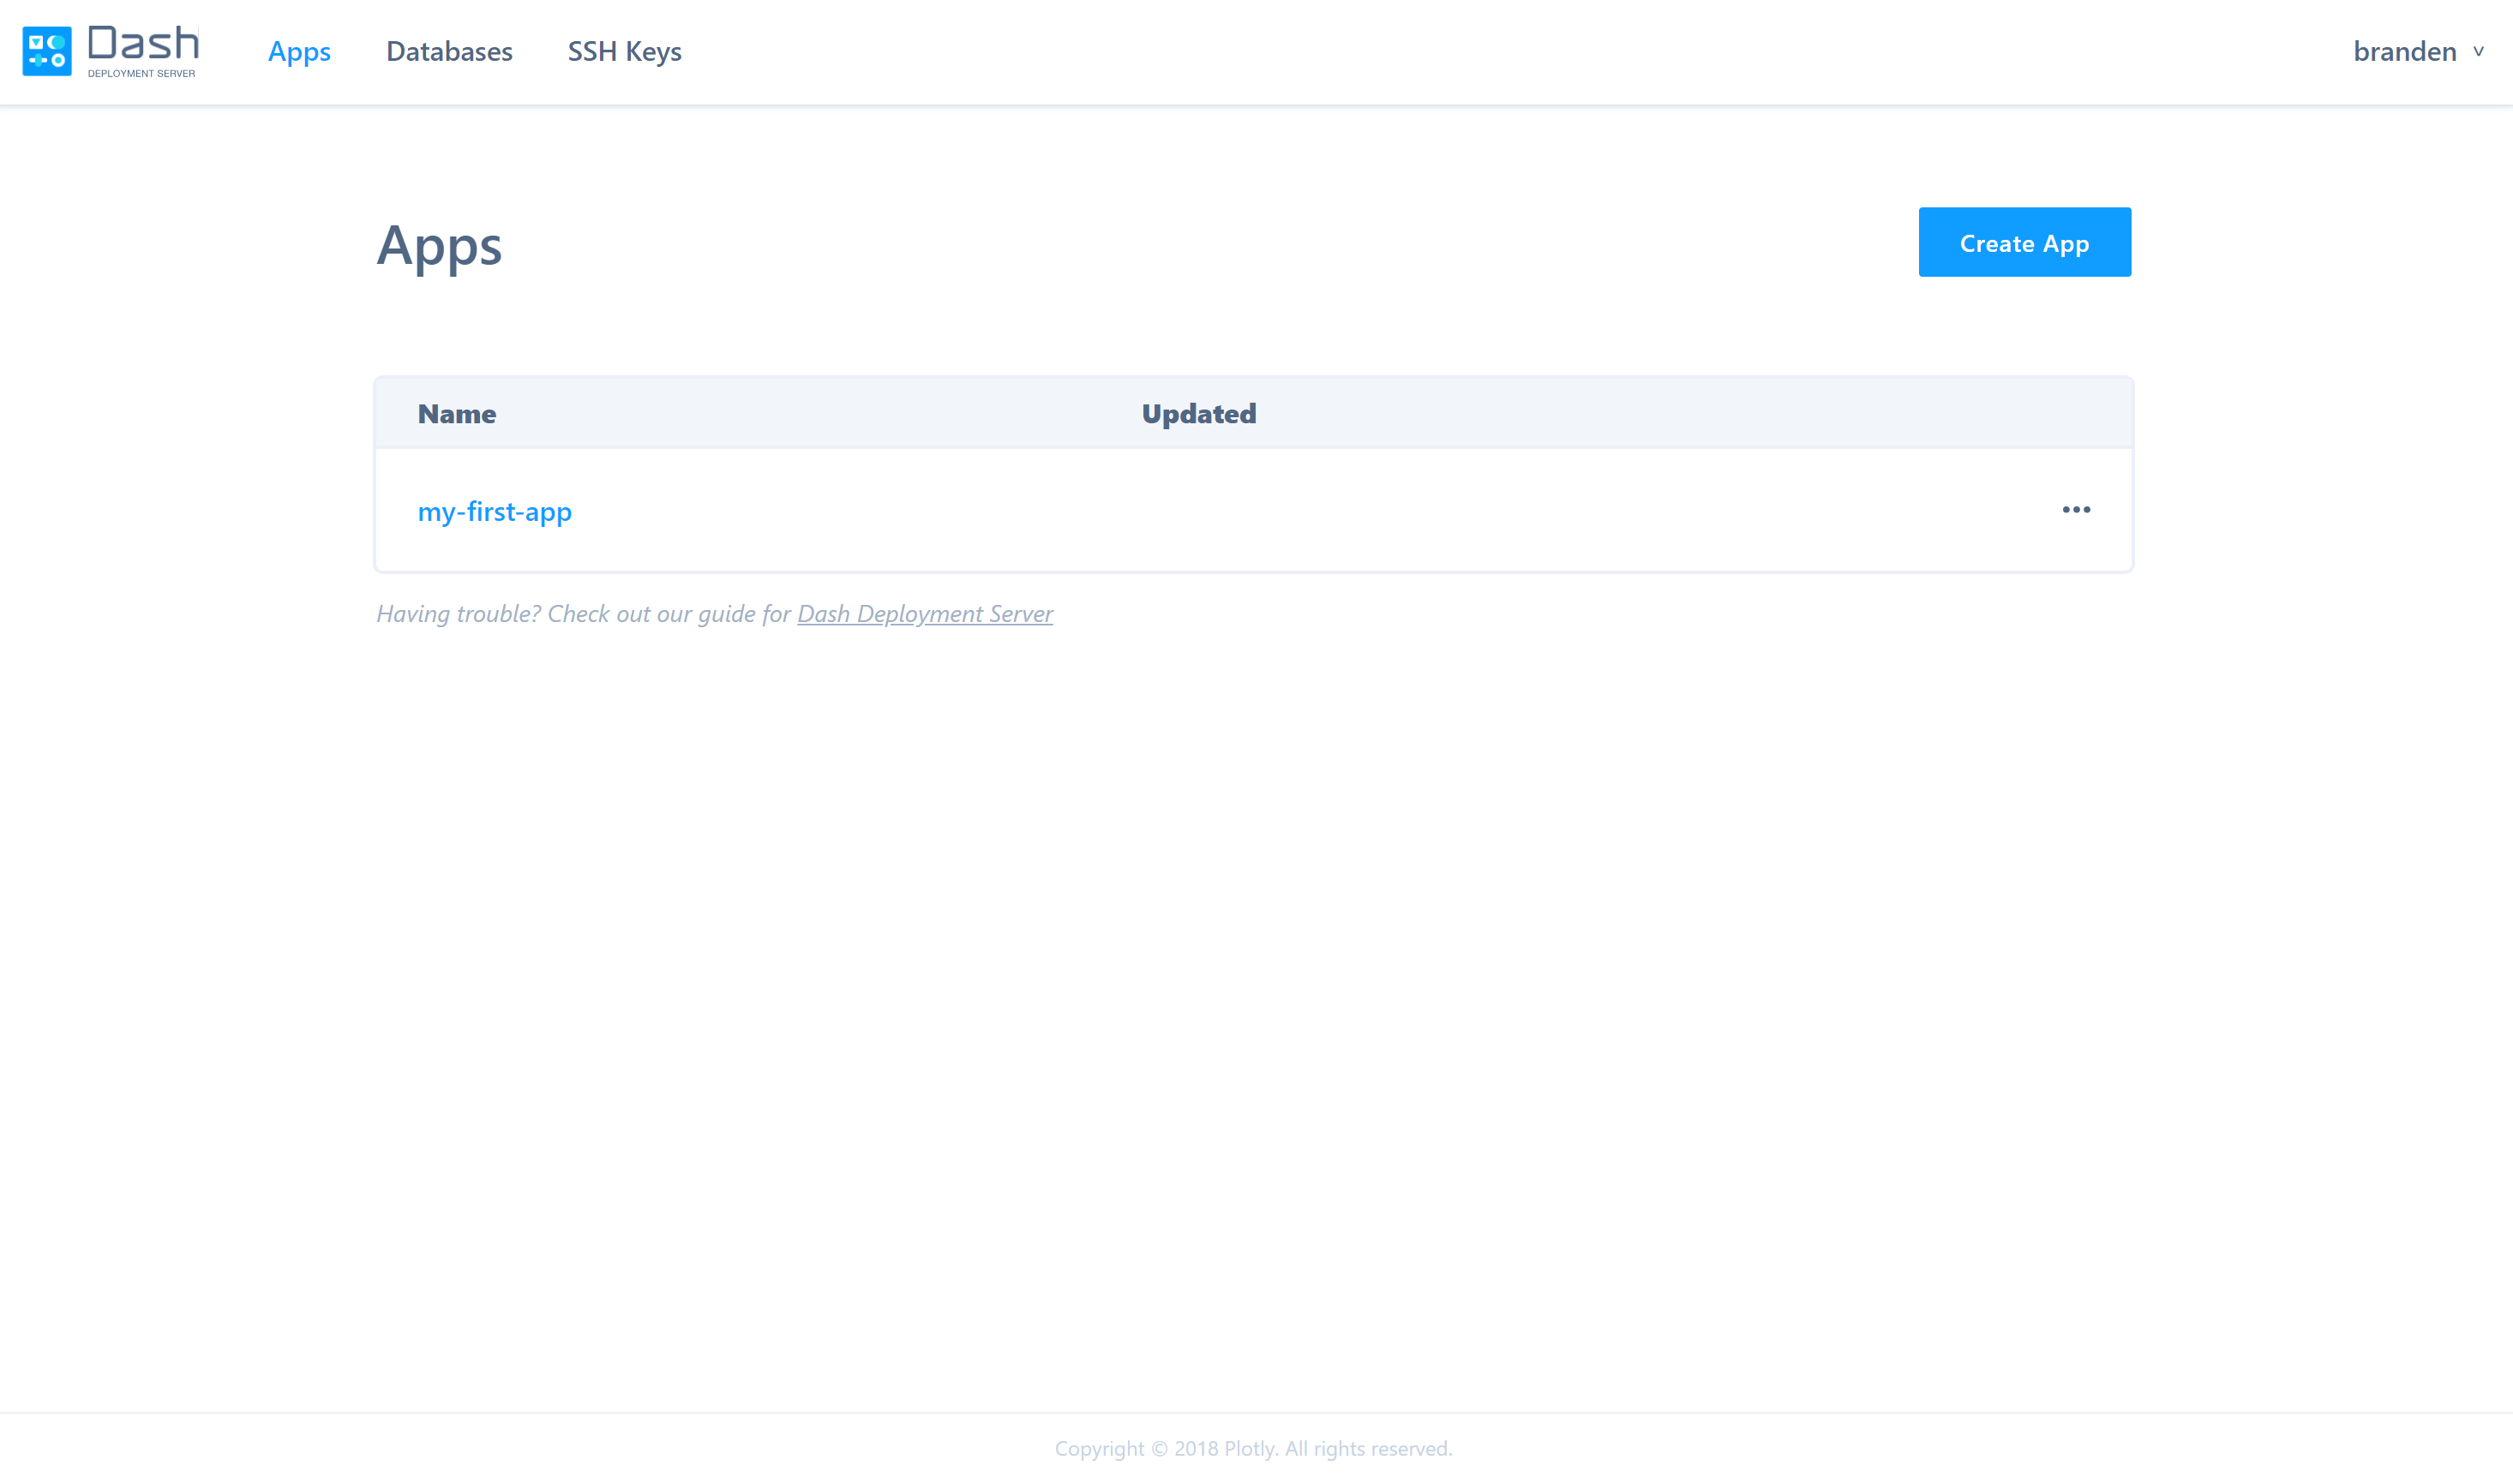 Dash
DEPLOYMENT SERVER
Apps Databases SSH Keys branden
Apps Create App
Name Updated
my-first-app
Having trouble? Check out our guide for Dash Deployment Server
Copyright © 2018 Plotly. All rights reserved.